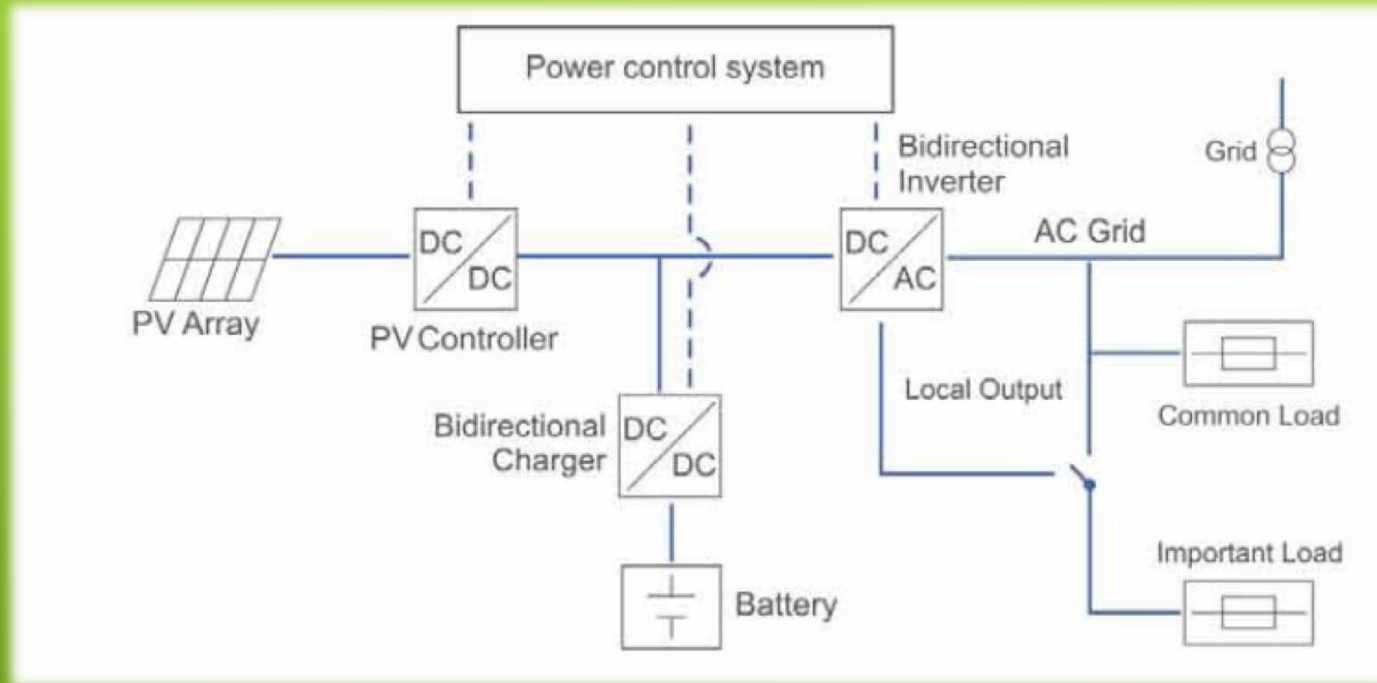 Power control system
Bidirectional
Inverter
Grid
DC
DC
DC
AC
AC Grid
PV Array
PV Controller
Local Output
Common Load
Bidirectional
Charger
DC
DC
Important Load
Battery